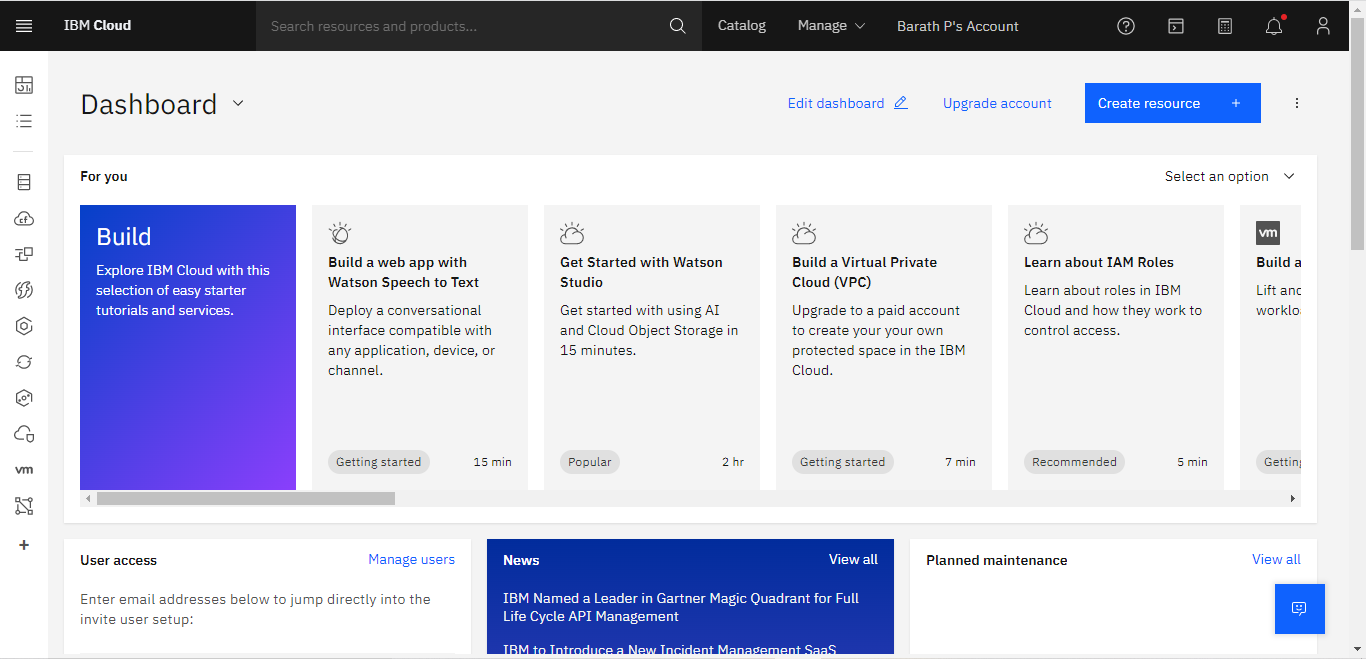 IBM Cloud
Search resources and products...
Catalog
Manage
Barath P's Account
Dashboard
Edit dashboard
Upgrade account
Create resource +
For you
Select an option
Build
Explore IBM Cloud with this
selection of easy starter
tutorials and services.
Build a web app with
Watson Speech to Text
Deploy a conversational
interface compatible with
any application, device, or
channel.
Getting started
15 min
Get Started with Watson
Studio
Get started with using AI
and Cloud Object Storage in
15 minutes.
Popular
2 hr
Build a Virtual Private
Cloud (VPC)
Upgrade to a paid account
to create your your own
protected space in the IBM
Cloud.
Getting started
7 min
Learn about IAM Roles
Learn about roles in IBM
Cloud and how they work to
control access.
Recommended
5 min
vm
Build a
Lift and
workloa
Getting
cf
vm
+
User access
Manage users
Enter email addresses below to jump directly into the
invite user setup:
News
View all
IBM Named a Leader in Gartner Magic Quadrant for Full
Life Cycle API Management
IBM to Introduce a New Incident Management SaaS
Planned maintenance
View all